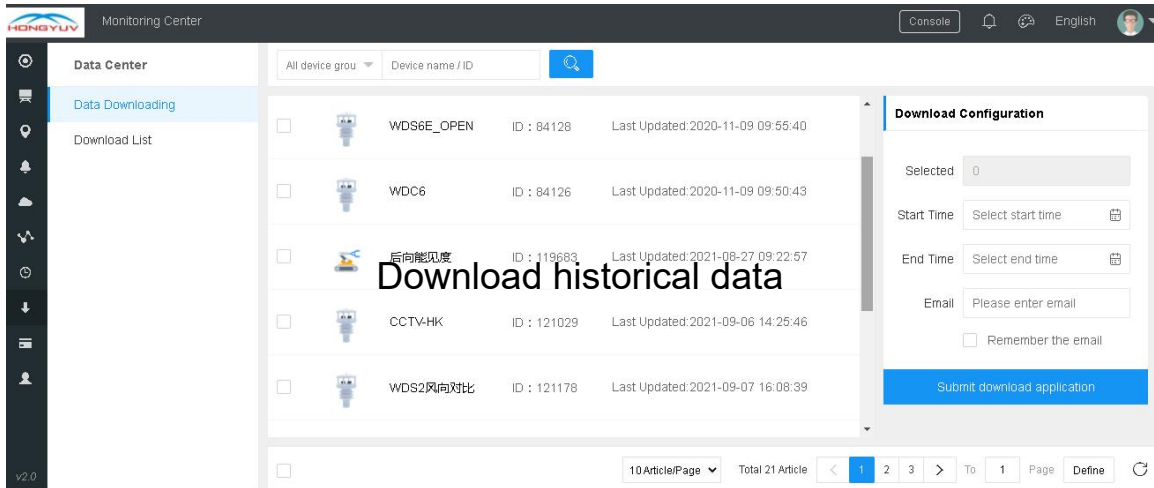 HONGYUV
Monitoring Center
Console
English
Data Center
All device grou
Device name / ID
Data Downloading
Download List
WDS6E_OPEN
ID：84128
Last Updated:2020-11-09 09:55:40
WDC6
ID：84126
Last Updated:2020-11-09 09:50:43
后向能见度
ID：119683
Last Updated:2021-08-27 09:22:57
Download historical data
CCTV-HK
ID：121029
Last Updated:2021-09-06 14:25:46
WDS2风向对比
ID：121178
Last Updated:2021-09-07 16:08:39
Download Configuration
Selected
0
Start Time
Select start time
End Time
Select end time
Email
Please enter email
Remember the email
Submit download application
v2.0
10 Article/Page
Total 21 Article
1
2
3
To
1
Page
Define